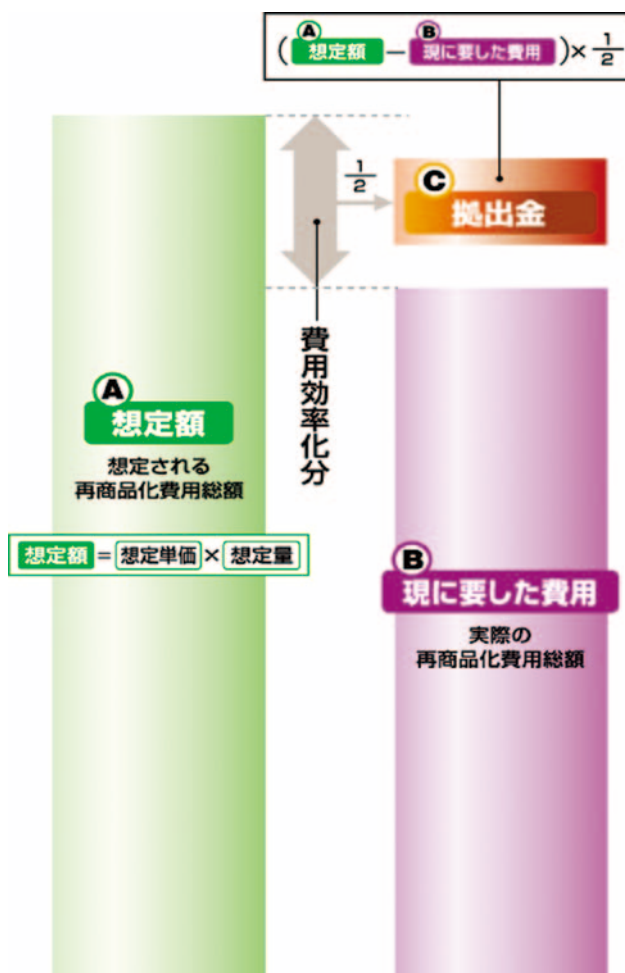 (Ⓐ想定額－Ⓑ現に要した費用)×1/2
1/2
Ⓒ
拠出金
費用効率化分
Ⓐ
想定額
想定される
再商品化費用総額
想定額＝想定単価×想定量
Ⓑ
現に要した費用
実際の
再商品化費用総額